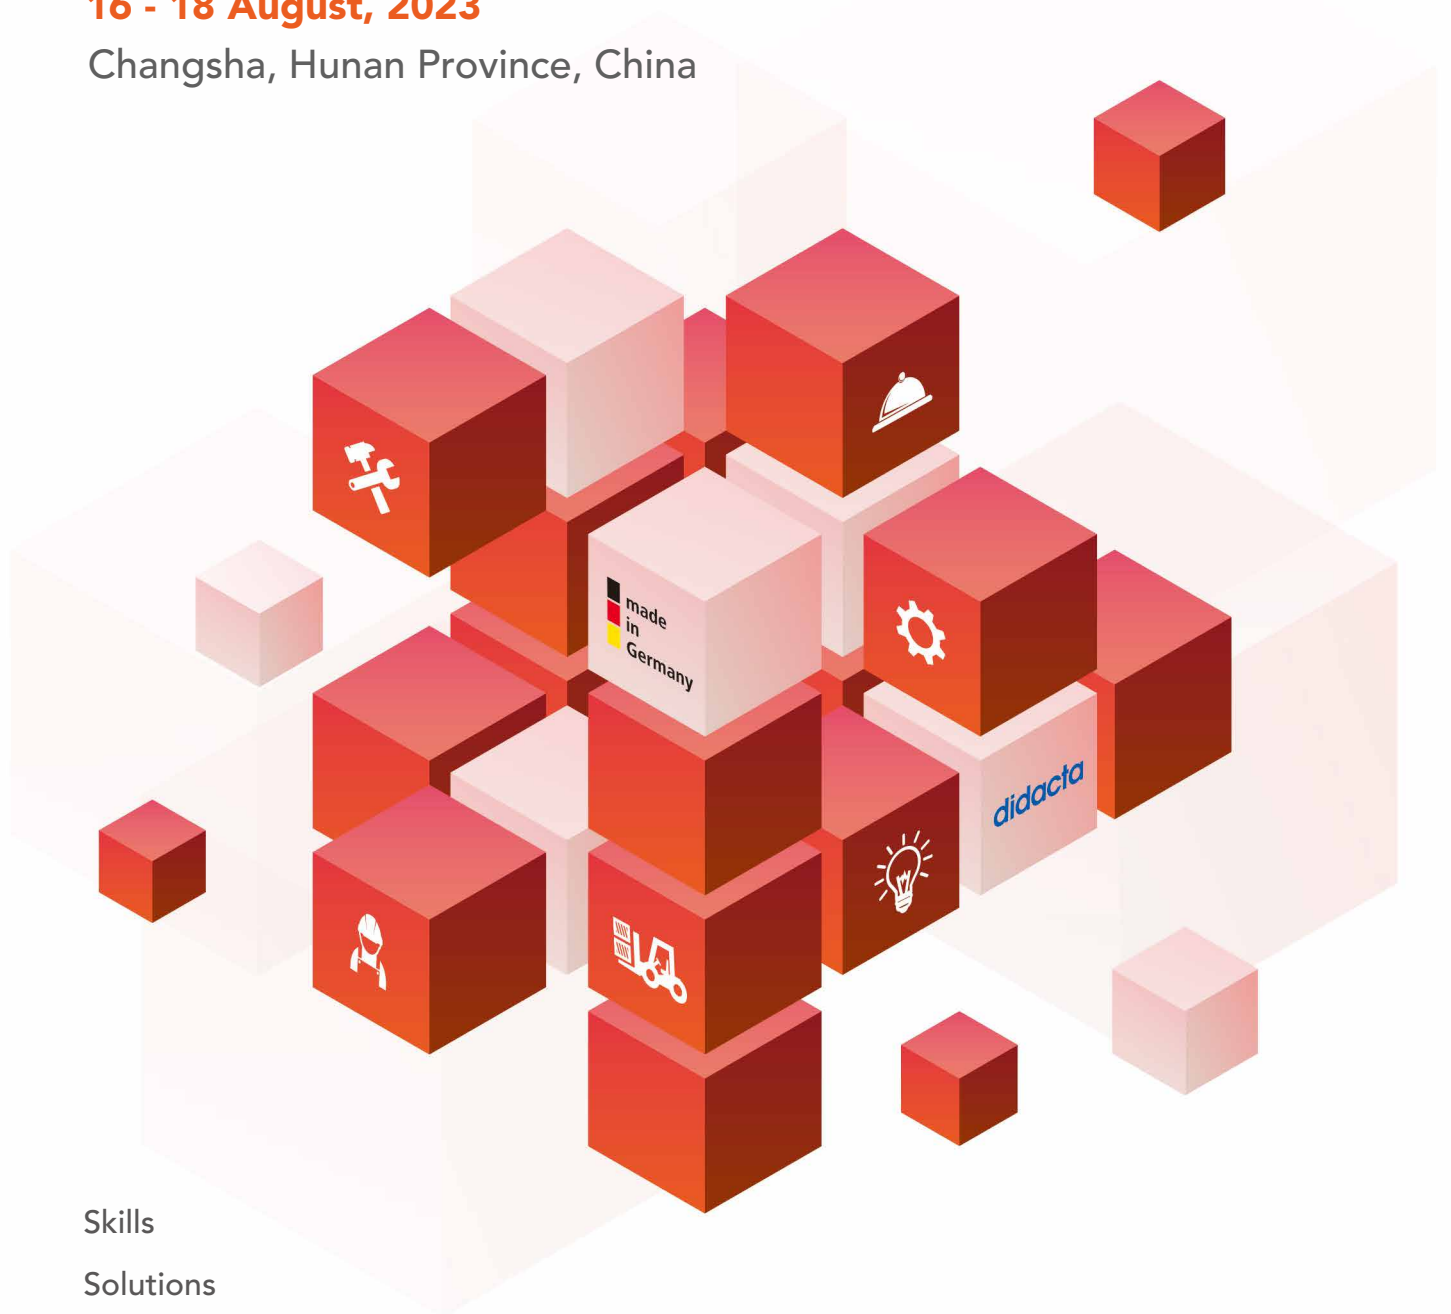 16 - 18 August, 2023
Changsha, Hunan Province, China
made
in
Germany
didacta
Skills
Solutions